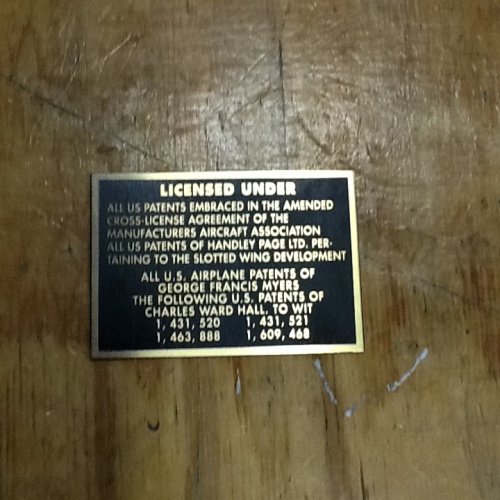 LICENSED UNDER
ALL US PATENTS EMBRACED IN THE AMENDED
CROSS-LICENSE AGREEMENT OF THE
MANUFACTURERS AIRCRAFT ASSOCIATION
ALL US PATENTS OF HANDLEY PAGE LTD. PER-
TAINING TO THE SLOTTED WING DEVELOPMENT
ALL U.S. AIRPLANE PATENTS OF
GEORGE FRANCIS MYERS
THE FOLLOWING U.S. PATENTS OF
CHARLES WARD HALL, TO WIT
1, 431, 520 1, 431, 521
1, 463, 888 1, 609, 468